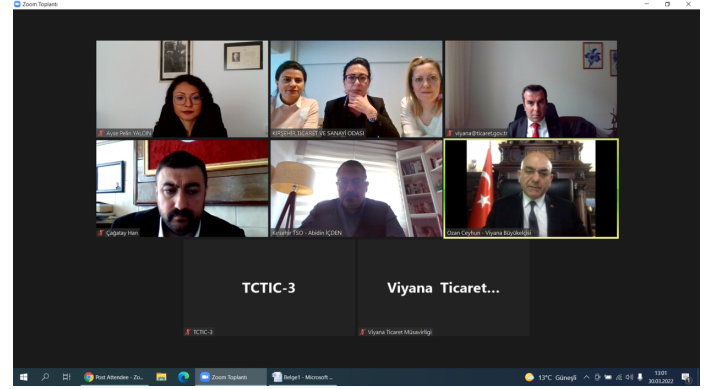 Zoom Toplantı
Ayse Pelin YALÇIN
KIRŞEHİR TİCARET VE SANAYİ ODASI
viyana@ticaret.gov.tr
Çağatay Han
Kırşehir TSO - Abidin İÇDEN
Ozan Ceyhun - Viyana Büyükelçisi
TCTIC-3
Viyana Ticaret...
TCTIC-3
Viyana Ticaret Müsavirligi
Post Attendee - Zo...
Zoom Toplantı
Belge1 - Microsoft ...
13°C Güneşli
13:01
30.03.2022